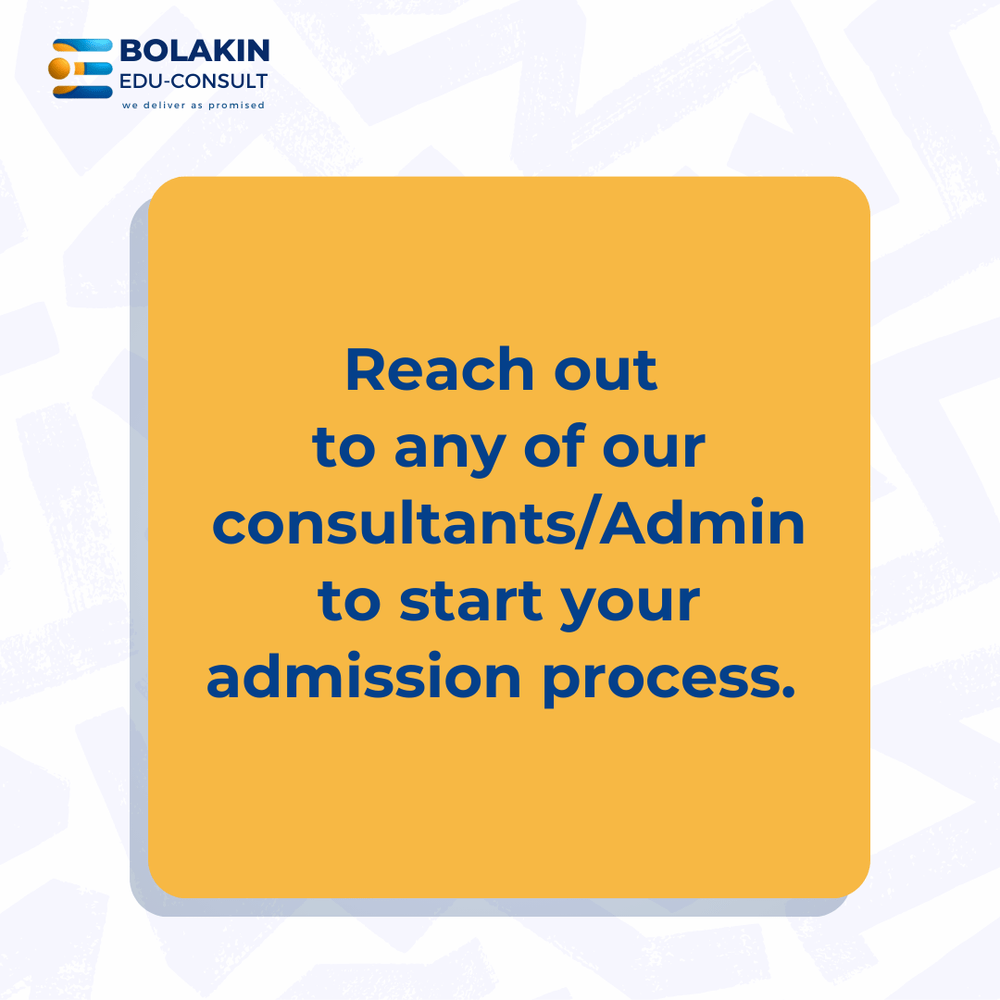 BOLAKIN
EDU-CONSULT
we deliver as promised
Reach out
to any of our
consultants/Admin
to start your
admission process.